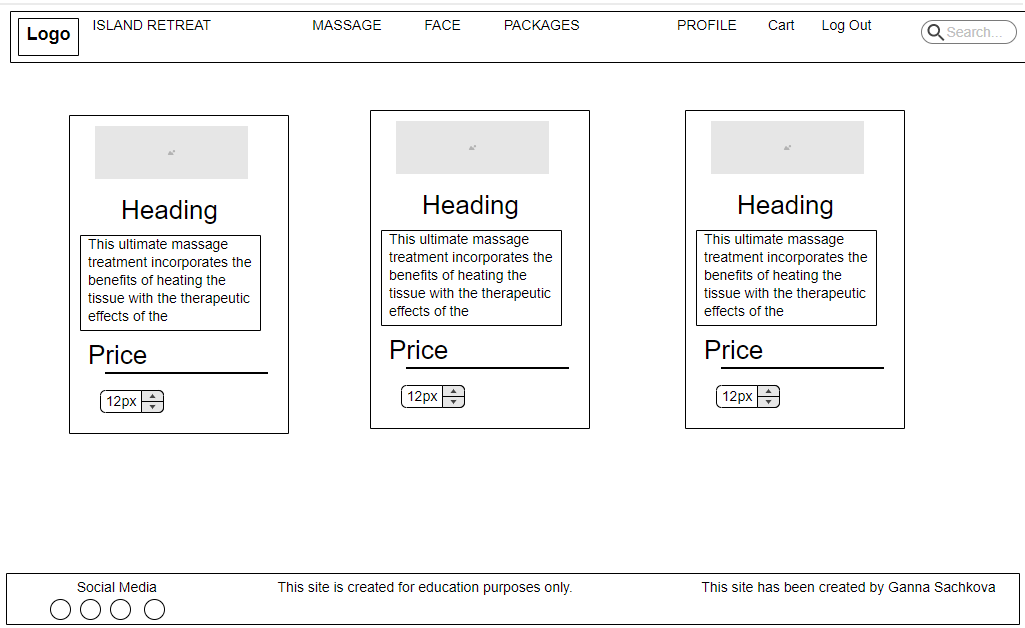 Logo
ISLAND RETREAT
MASSAGE
FACE
PACKAGES
PROFILE
Cart
Log Out
Search...
Heading
This ultimate massage
treatment incorporates the
benefits of heating the
tissue with the therapeutic
effects of the
Price
12px
Heading
This ultimate massage
treatment incorporates the
benefits of heating the
tissue with the therapeutic
effects of the
Price
12px
Heading
This ultimate massage
treatment incorporates the
benefits of heating the
tissue with the therapeutic
effects of the
Price
12px
Social Media
This site is created for education purposes only.
This site has been created by Ganna Sachkova